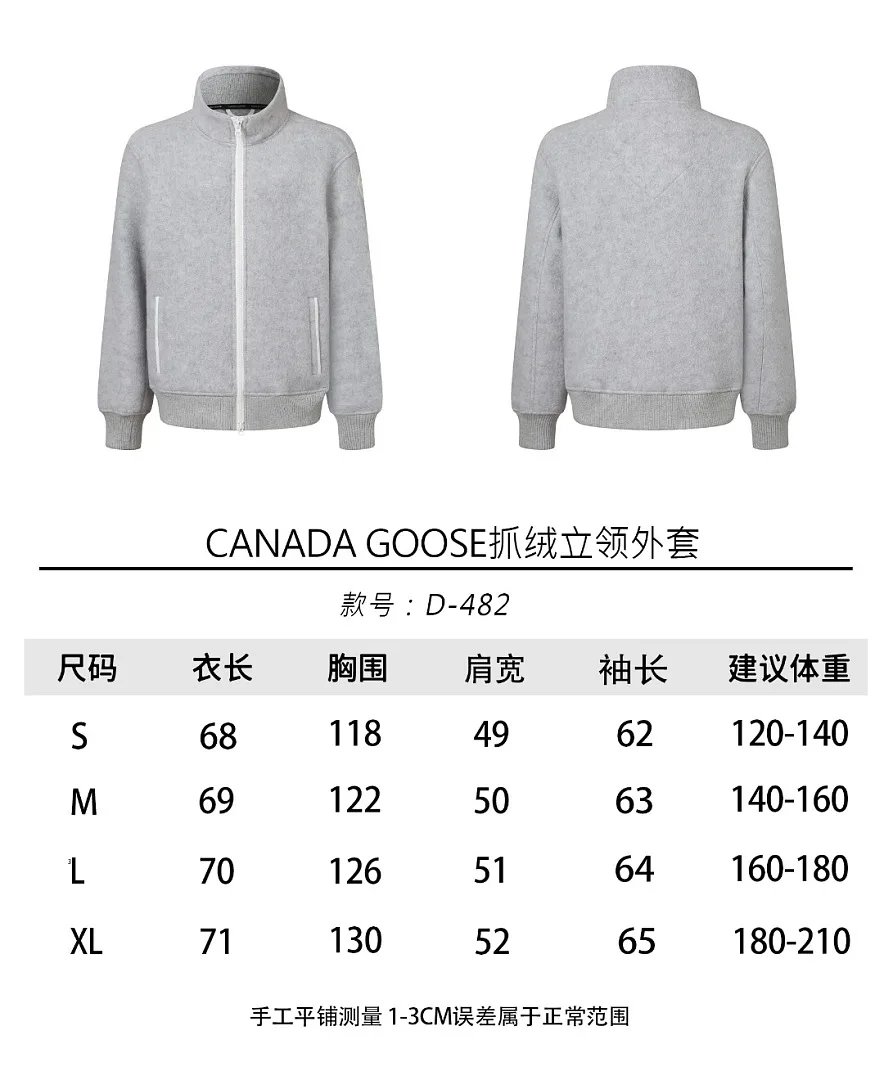 CANADA GOOSE抓绒立领外套
款号：D-482
尺码 衣长 胸围 肩宽 袖长 建议体重
S 68 118 49 62 120-140
M 69 122 50 63 140-160
L 70 126 51 64 160-180
XL 71 130 52 65 180-210
手工平铺测量 1-3CM误差属于正常范围